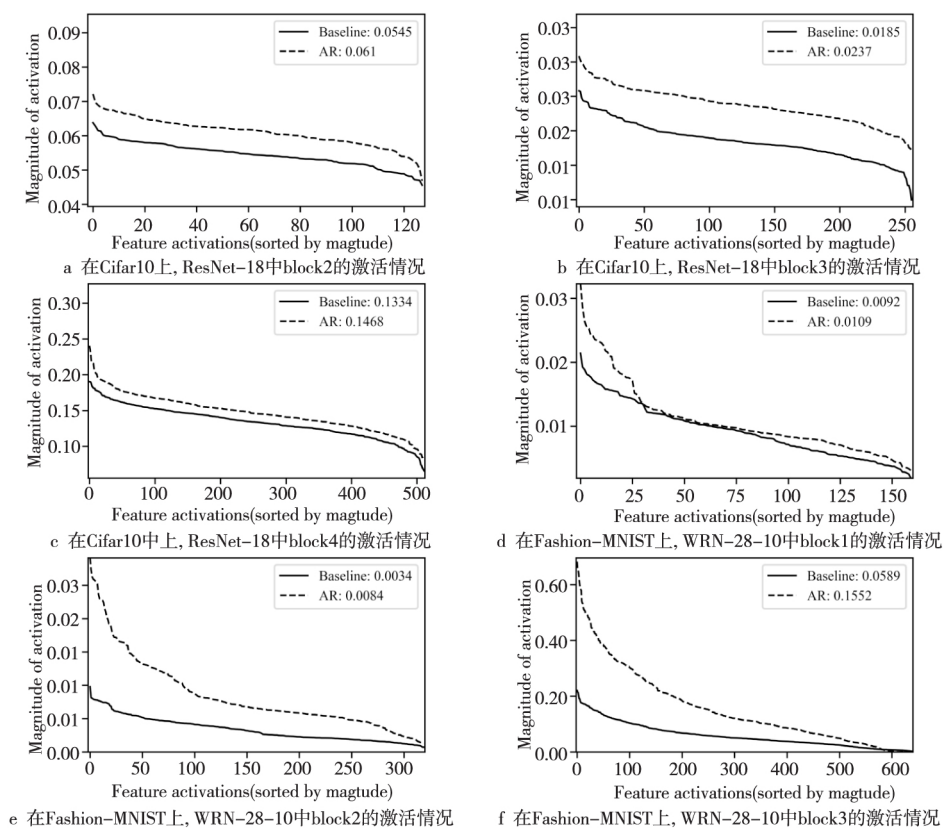 0.09
0.08
0.07
0.06
0.05
0.04
Magnitude of activation
Baseline: 0.0545
AR: 0.061
0 20 40 60 80 100 120
Feature activations(sorted by magtude)
a 在Cifar10上, ResNet-18中block2的激活情况
0.03
0.03
0.02
0.01
0.01
Magnitude of activation
Baseline: 0.0185
AR: 0.0237
0 50 100 150 200 250
Feature activations(sorted by magtude)
b 在Cifar10上, ResNet-18中block3的激活情况
0.30
0.25
0.20
0.15
0.10
Magnitude of activation
Baseline: 0.1334
AR: 0.1468
0 100 200 300 400 500
Feature activations(sorted by magtude)
c 在Cifar10中上, ResNet-18中block4的激活情况
0.03
0.02
0.01
Magnitude of activation
Baseline: 0.0092
AR: 0.0109
0 25 50 75 100 125 150
Feature activations(sorted by magtude)
d 在Fashion-MNIST上, WRN-28-10中block1的激活情况
0.03
0.02
0.01
0.01
0.01
0.00
Magnitude of activation
Baseline: 0.0034
AR: 0.0084
0 50 100 150 200 250 300
Feature activations(sorted by magtude)
e 在Fashion-MNIST上, WRN-28-10中block2的激活情况
0.60
0.40
0.20
0.00
Magnitude of activation
Baseline: 0.0589
AR: 0.1552
0 100 200 300 400 500 600
Feature activations(sorted by magtude)
f 在Fashion-MNIST上, WRN-28-10中block3的激活情况